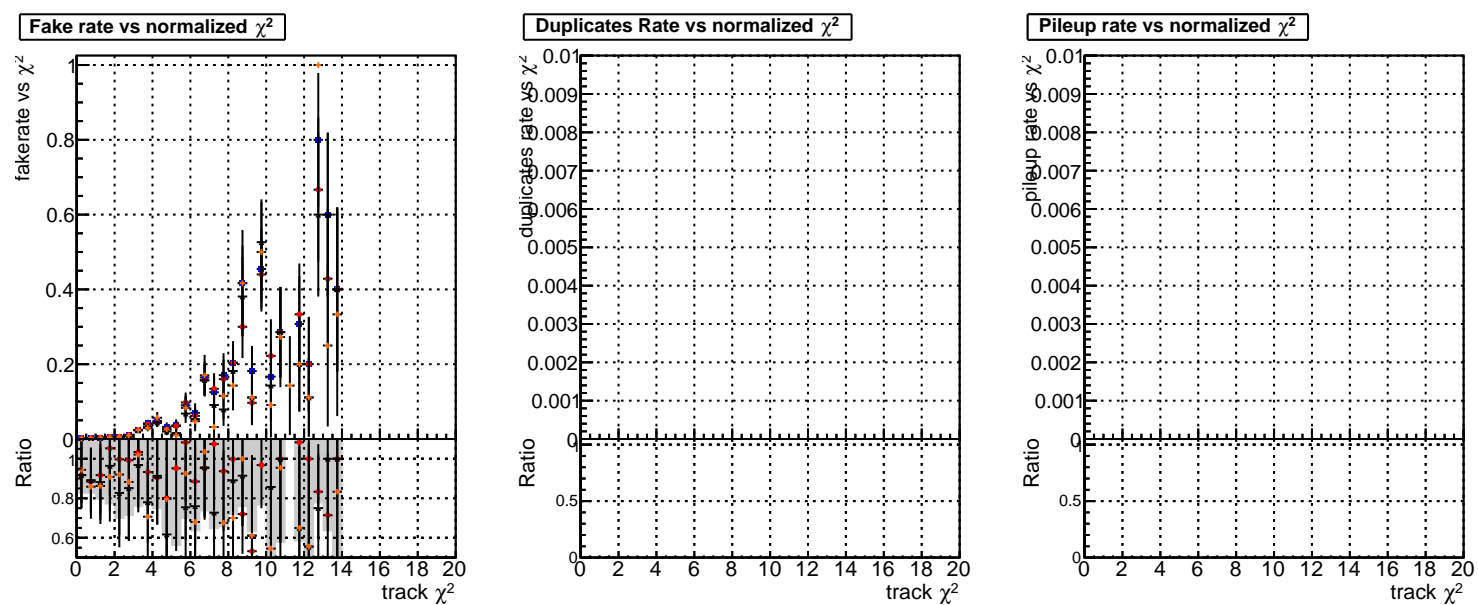 Fake rate vs normalized χ²
fakerate vs χ²
1
0.8
0.6
0.4
0.2
0
Ratio
1
0.8
0.6
0 2 4 6 8 10 12 14 16 18 20
track χ²
Duplicates Rate vs normalized χ²
duplicates rate vs χ²
0.01
0.009
0.008
0.007
0.006
0.005
0.004
0.003
0.002
0.001
0
Ratio
1
0.5
0
0 2 4 6 8 10 12 14 16 18 20
track χ²
Pileup rate vs normalized χ²
pileup rate vs χ²
0.01
0.009
0.008
0.007
0.006
0.005
0.004
0.003
0.002
0.001
0
Ratio
1
0.5
0
0 2 4 6 8 10 12 14 16 18 20
track χ²